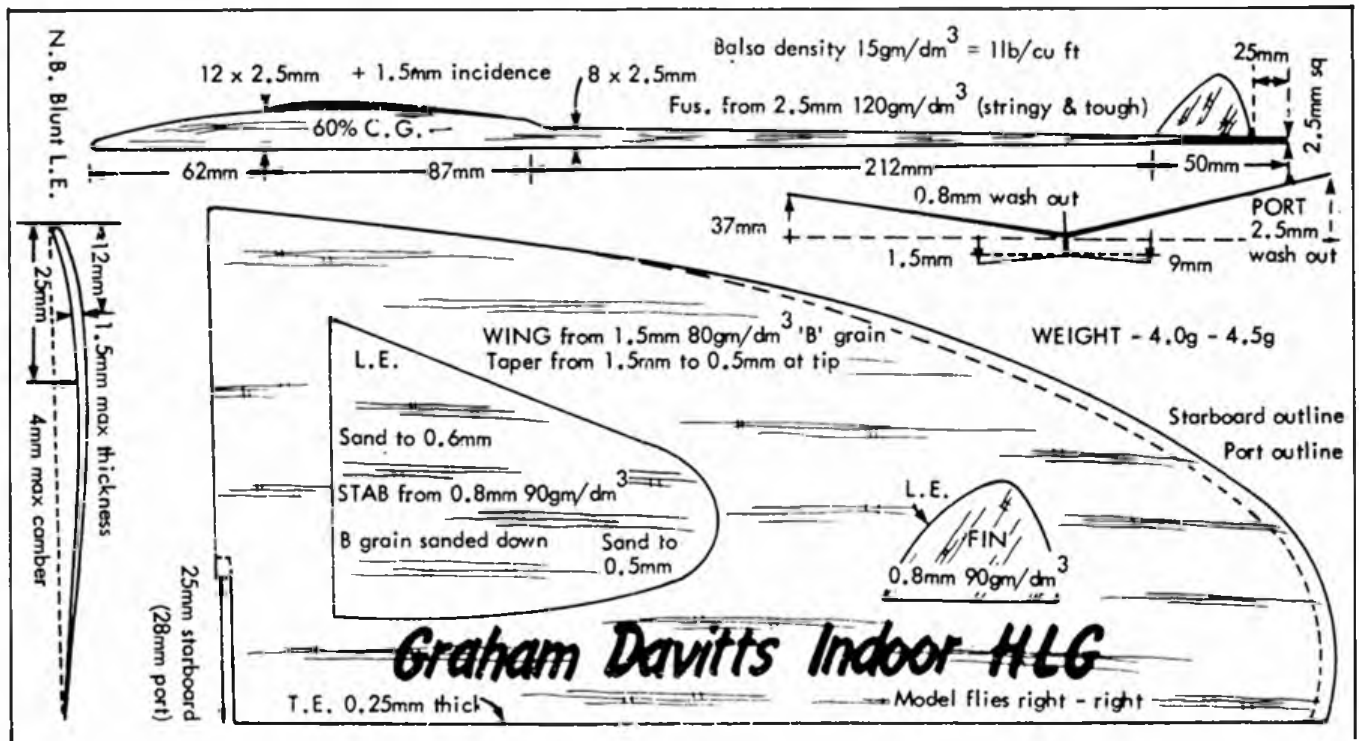 N.B. Blunt L.E.
Balsa density 15gm/dm³ = 1lb/cu ft
25mm
12 x 2.5mm + 1.5mm incidence
8 x 2.5mm
Fus. from 2.5mm 120gm/dm³ (stringy & tough)
2.5mm sq
60% C.G.
62mm
87mm
212mm
50mm
0.8mm wash out
37mm
PORT
2.5mm
wash out
1.5mm
9mm
12mm
25mm
1.5mm max thickness
4mm max camber
WING from 1.5mm 80gm/dm³ 'B' grain
Taper from 1.5mm to 0.5mm at tip
WEIGHT - 4.0g - 4.5g
L.E.
Sand to 0.6mm
Starboard outline
Port outline
STAB from 0.8mm 90gm/dm³
B grain sanded down
Sand to
0.5mm
L.E.
FIN
0.8mm 90gm/dm³
25mm starboard
(28mm port)
Graham Davitts Indoor HLG
T.E. 0.25mm thick
Model flies right - right